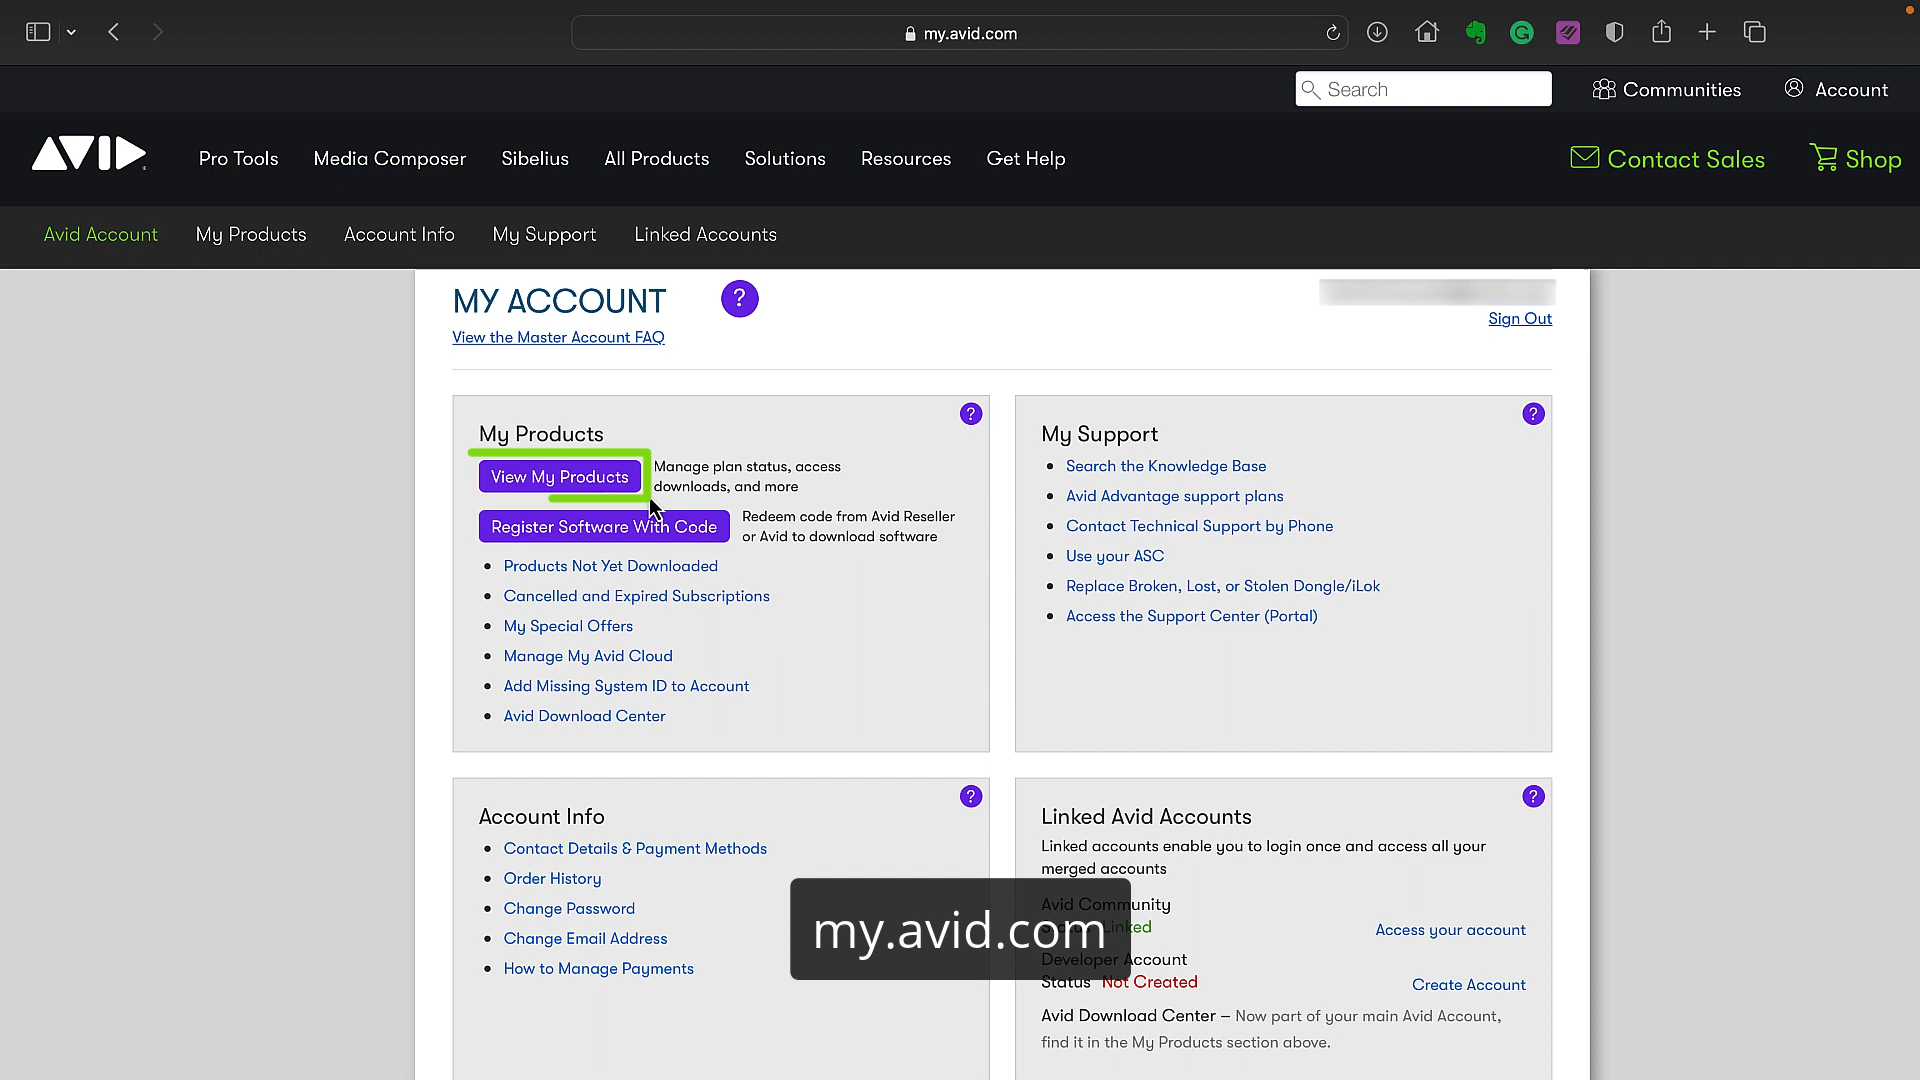 my.avid.com
Search
Communities
Account
AVID
Pro Tools
Media Composer
Sibelius
All Products
Solutions
Resources
Get Help
Contact Sales
Shop
Avid Account
My Products
Account Info
My Support
Linked Accounts
MY ACCOUNT
?
View the Master Account FAQ
Sign Out
My Products
?
View My Products
Manage plan status, access
downloads, and more
Register Software With Code
Redeem code from Avid Reseller
or Avid to download software
Products Not Yet Downloaded
Cancelled and Expired Subscriptions
My Special Offers
Manage My Avid Cloud
Add Missing System ID to Account
Avid Download Center
My Support
?
Search the Knowledge Base
Avid Advantage support plans
Contact Technical Support by Phone
Use your ASC
Replace Broken, Lost, or Stolen Dongle/iLok
Access the Support Center (Portal)
Account Info
?
Contact Details & Payment Methods
Order History
Change Password
Change Email Address
How to Manage Payments
Linked Avid Accounts
?
Linked accounts enable you to login once and access all your
merged accounts
Avid Community
Status Linked
Access your account
Developer Account
Status Not Created
Create Account
Avid Download Center – Now part of your main Avid Account,
find it in the My Products section above.
my.avid.com